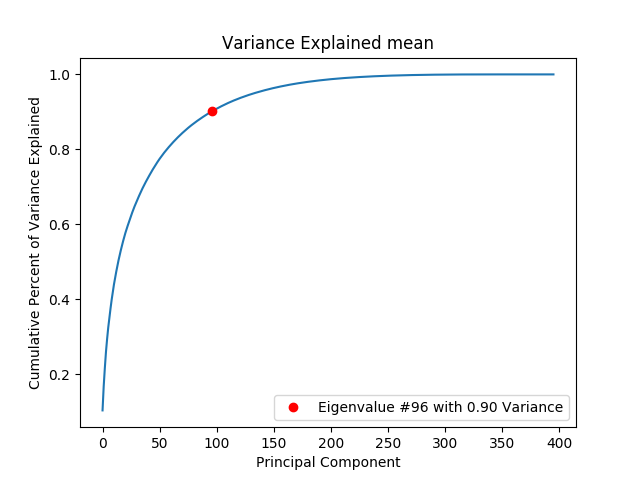 Variance Explained mean
Cumulative Percent of Variance Explained
1.0
0.8
0.6
0.4
0.2
Eigenvalue #96 with 0.90 Variance
0 50 100 150 200 250 300 350 400
Principal Component